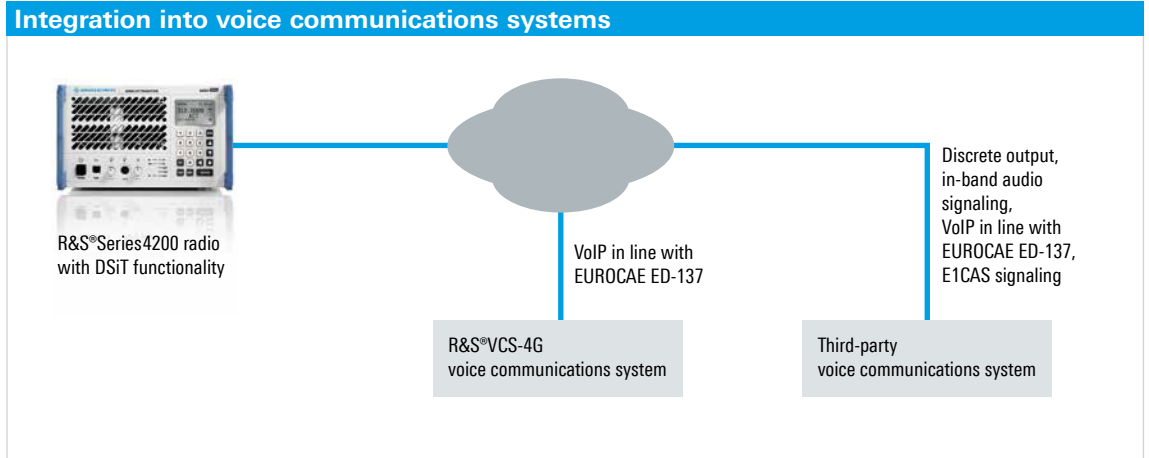 Integration into voice communications systems
R&S®Series4200 radio
with DSiT functionality
VoIP in line with
EUROCAE ED-137
Discrete output,
in-band audio
signaling,
VoIP in line with
EUROCAE ED-137,
E1CAS signaling
R&S®VCS-4G
voice communications system
Third-party
voice communications system